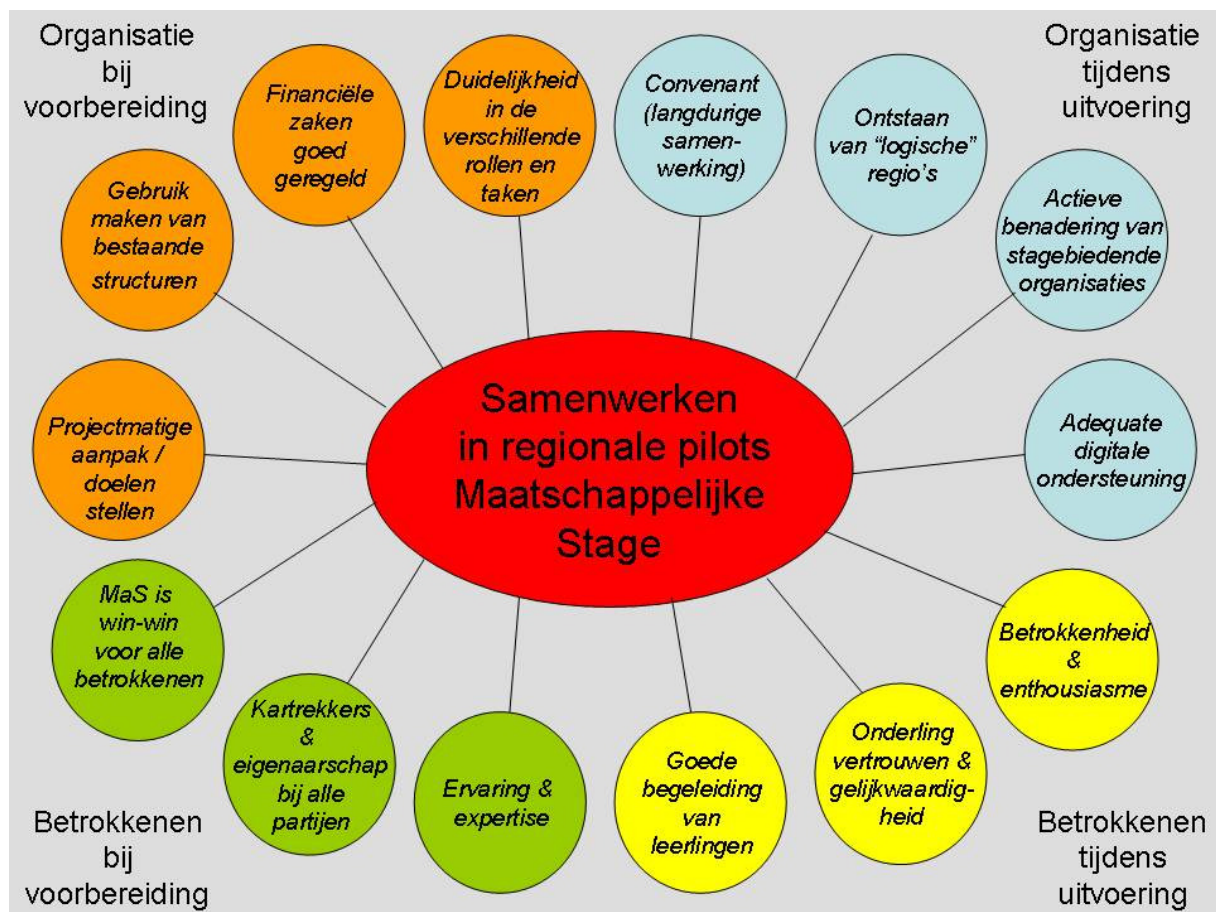 Organisatie
bij
voorbereiding
Financiële
zaken
goed
geregeld
Duidelijkheid
in de
verschillende
rollen en
taken
Convenant
(langdurige
samen-
werking)
Ontstaan
van “logische”
regio's
Organisatie
tijdens
uitvoering
Gebruik
maken van
bestaande
structuren
Actieve
benadering van
stagebiedende
organisaties
Projectmatige
aanpak /
doelen
stellen
Samenwerken
in regionale pilots
Maatschappelijke
Stage
Adequate
digitale
ondersteuning
MaS is
win-win
voor alle
betrokkenen
Kartrekkers
&
eigenaarschap
bij alle
partijen
Ervaring &
expertise
Goede
begeleiding
van
leerlingen
Onderling
vertrouwen &
gelijkwaardig-
heid
Betrokkenheid
&
enthousiasme
Betrokkenen
bij
voorbereiding
Betrokkenen
tijdens
uitvoering